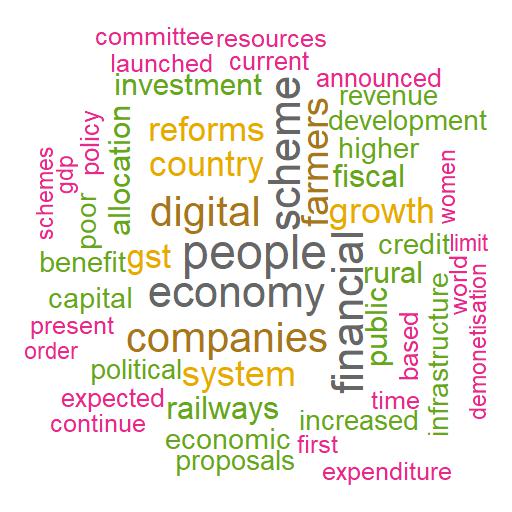 committee
resources
launched
current
investment
scheme
announced
revenue
reforms
farmers
development
allocation
policy
country
higher
schemes
gdp
fiscal
women
poor
digital
growth
people
credit
limit
benefit
gst
financial
rural
world
capital
economy
public
demonetisation
present
companies
based
infrastructure
order
political
system
expected
railways
time
continue
increased
economic
first
proposals
expenditure